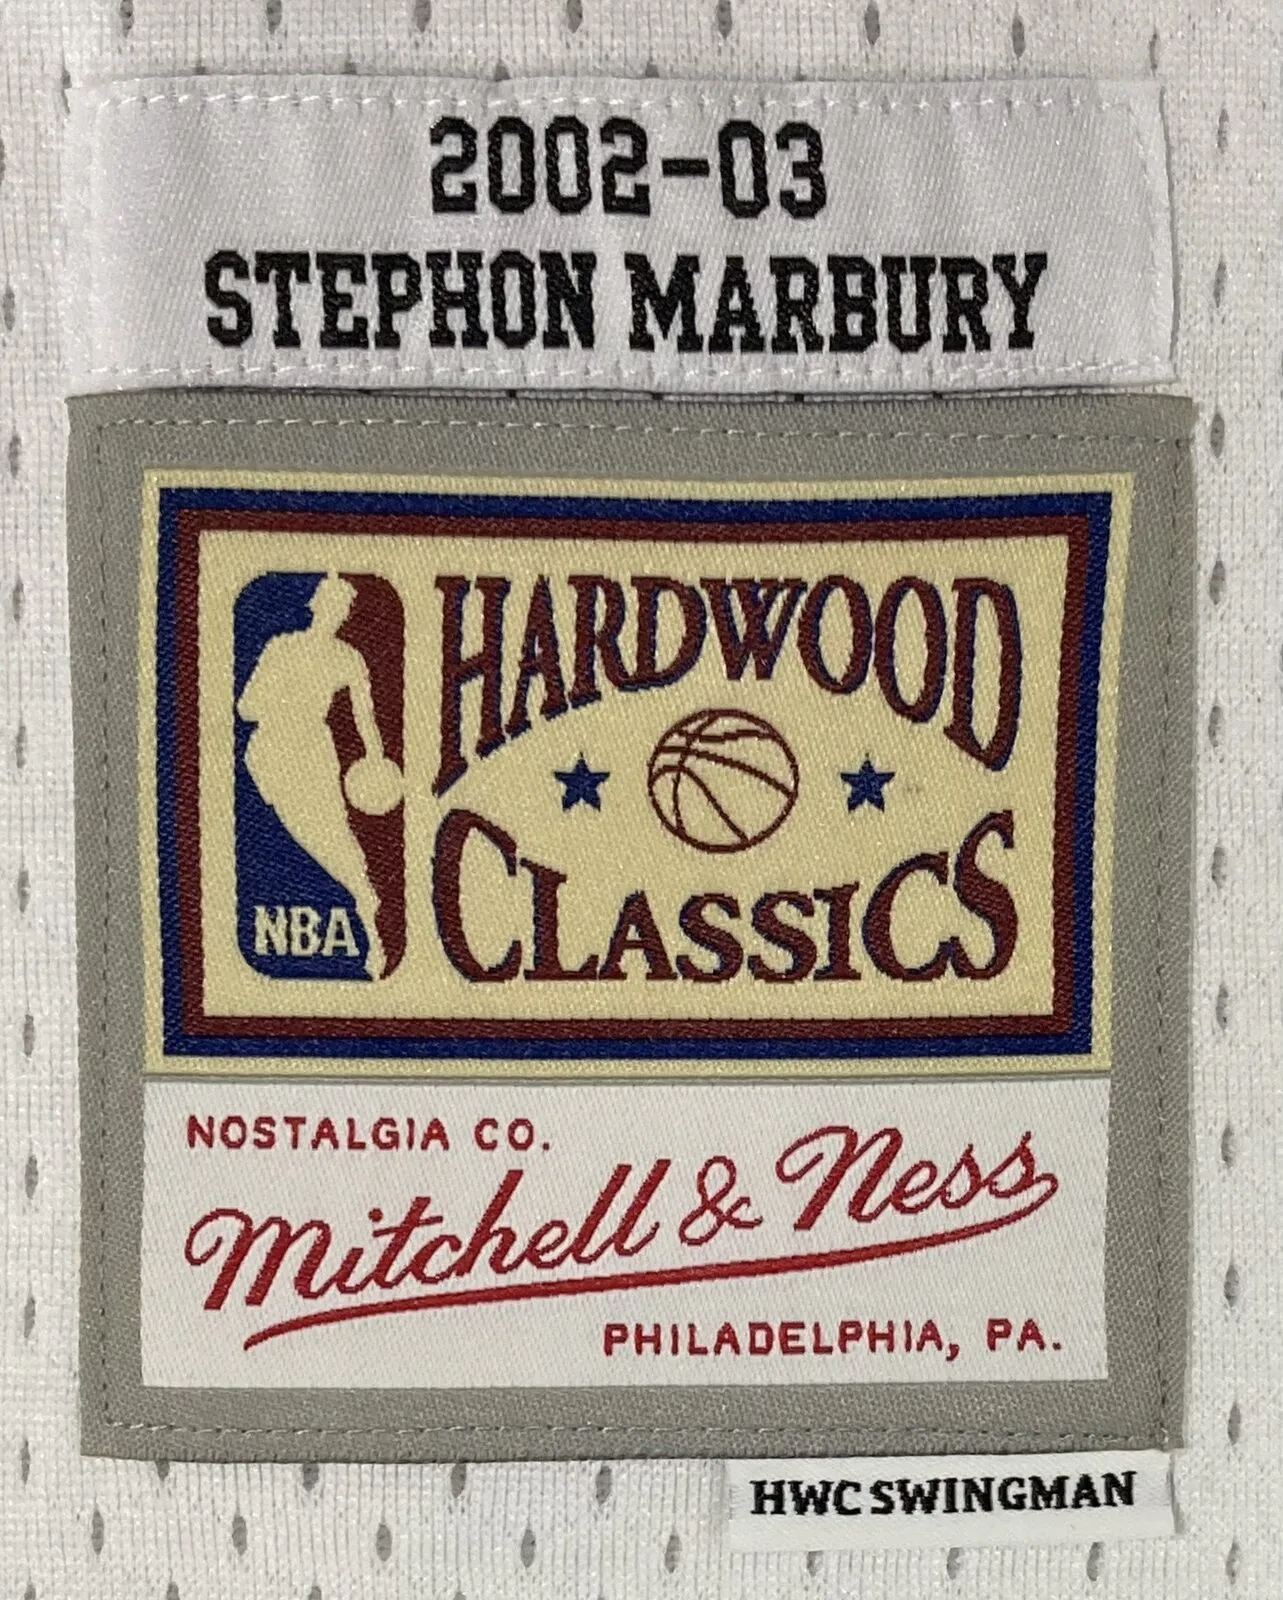 2002-03
STEPHON MARBURY
HARDWOOD
CLASSICS
NBA
NOSTALGIA CO.
Mitchell & Ness
PHILADELPHIA, PA.
HWC SWINGMAN